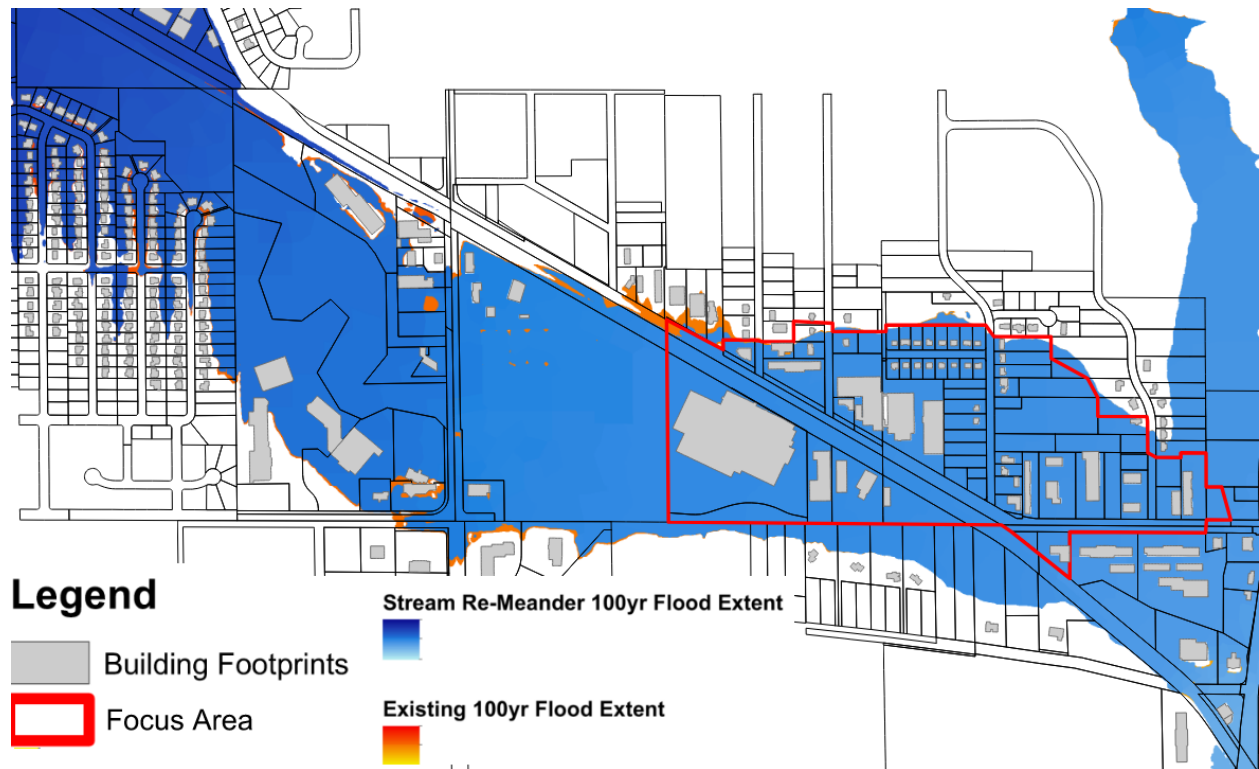 Legend
Building Footprints
Focus Area
Stream Re-Meander 100yr Flood Extent
Existing 100yr Flood Extent